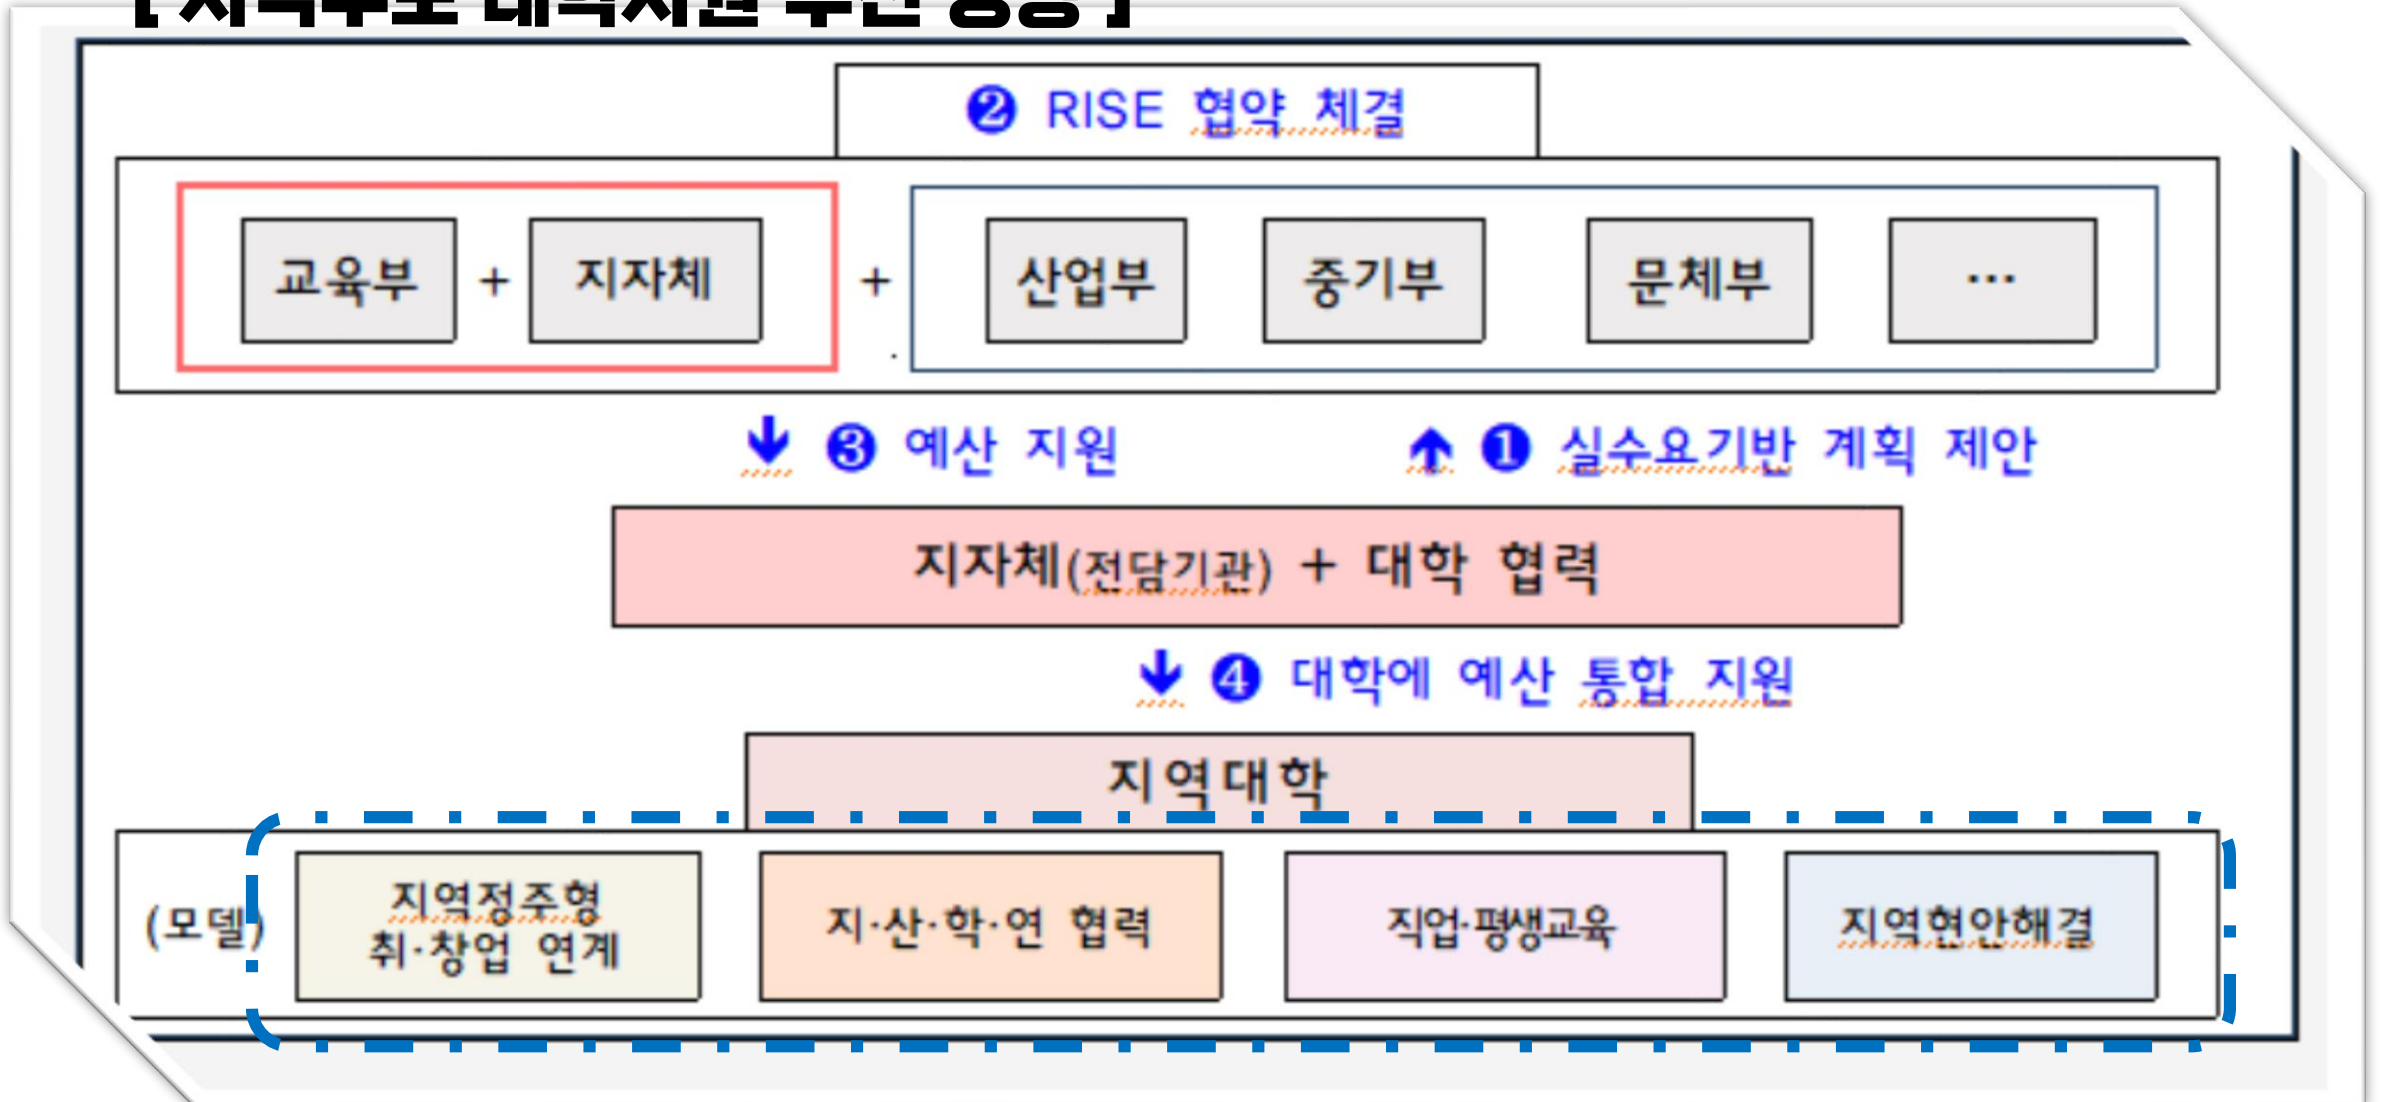 ❷ RISE 협약 체결
교육부 + 지자체 + 산업부 중기부 문체부 …
↓ ❸ 예산 지원 ↑ ❶ 실수요기반 계획 제안
지자체(전담기관) + 대학 협력
↓ ❹ 대학에 예산 통합 지원
지역대학
(모델)
지역정주형
취·창업 연계
지·산·학·연 협력
직업·평생교육
지역현안해결